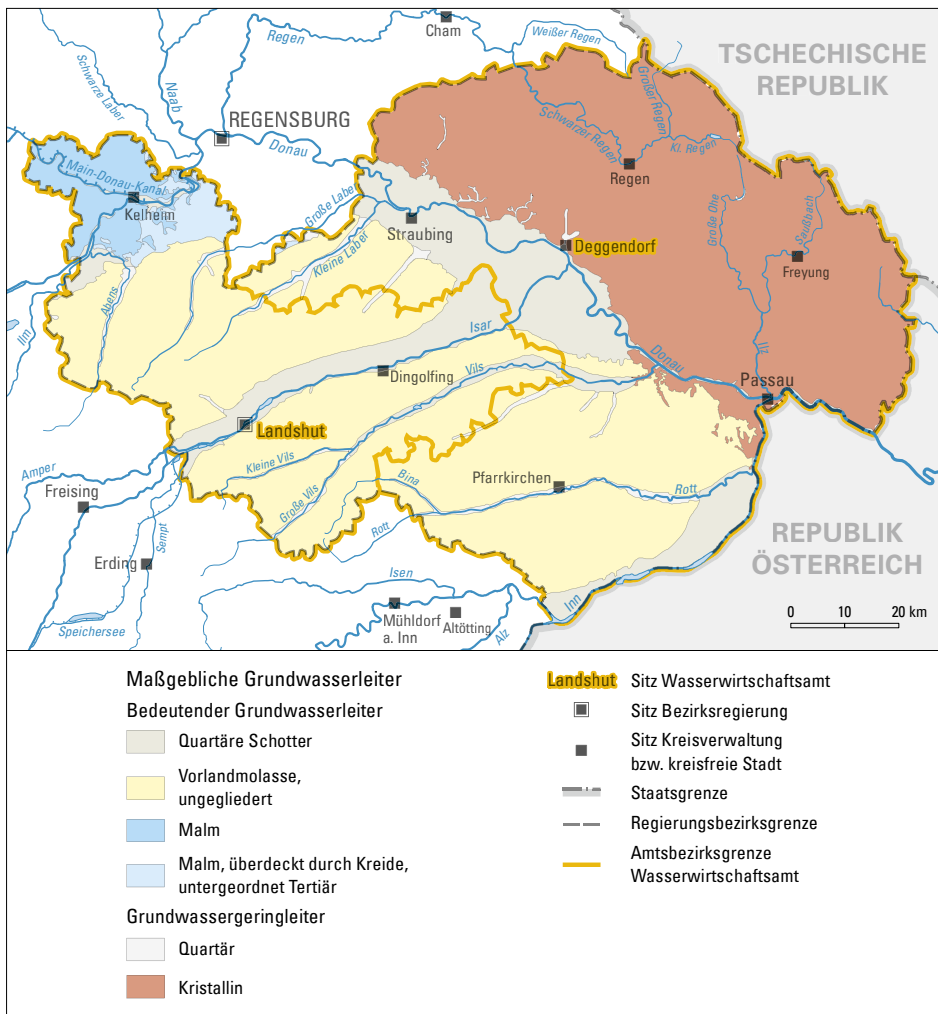 Cham
Weißer Regen
TSCHECHISCHE
REPUBLIK
Regen
Schwarze Laber
Naab
REGENSBURG
Donau
Großer Regen
Schwarzer Regen
Kl. Regen
Regen
Main-Donau-Kanal
Kelheim
Große Laber
Kleine Laber
Straubing
Deggendorf
Große Ohe
Saußbach
Freyung
Ilm
Abens
Isar
Vils
Donau
Ilz
Dingolfing
Passau
Landshut
Kleine Vils
Große Vils
Bina
Pfarrkirchen
Rott
Rott
Amper
Freising
Sempt
Erding
REPUBLIK
ÖSTERREICH
Isen
Inn
Mühldorf
a. Inn
Altötting
Alz
Speichersee
0 10 20 km
Maßgebliche Grundwasserleiter
Bedeutender Grundwasserleiter
Quartäre Schotter
Vorlandmolasse,
ungegliedert
Malm
Malm, überdeckt durch Kreide,
untergeordnet Tertiär
Grundwassergeringleiter
Quartär
Kristallin
Landshut Sitz Wasserwirtschaftsamt
Sitz Bezirksregierung
Sitz Kreisverwaltung
bzw. kreisfreie Stadt
Staatsgrenze
Regierungsbezirksgrenze
Amtsbezirksgrenze
Wasserwirtschaftsamt